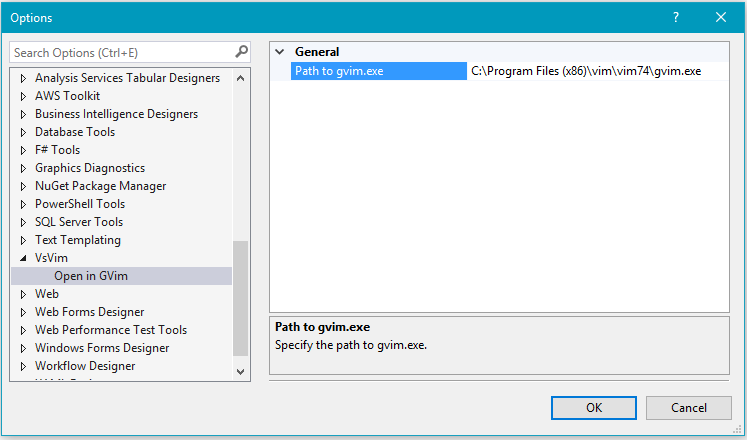 Options
Search Options (Ctrl+E)
Analysis Services Tabular Designers
AWS Toolkit
Business Intelligence Designers
Database Tools
F# Tools
Graphics Diagnostics
NuGet Package Manager
PowerShell Tools
SQL Server Tools
Text Templating
VsVim
Open in GVim
Web
Web Forms Designer
Web Performance Test Tools
Windows Forms Designer
Workflow Designer
General
Path to gvim.exe C:\Program Files (x86)\vim\vim74\gvim.exe
Path to gvim.exe
Specify the path to gvim.exe.
OK Cancel